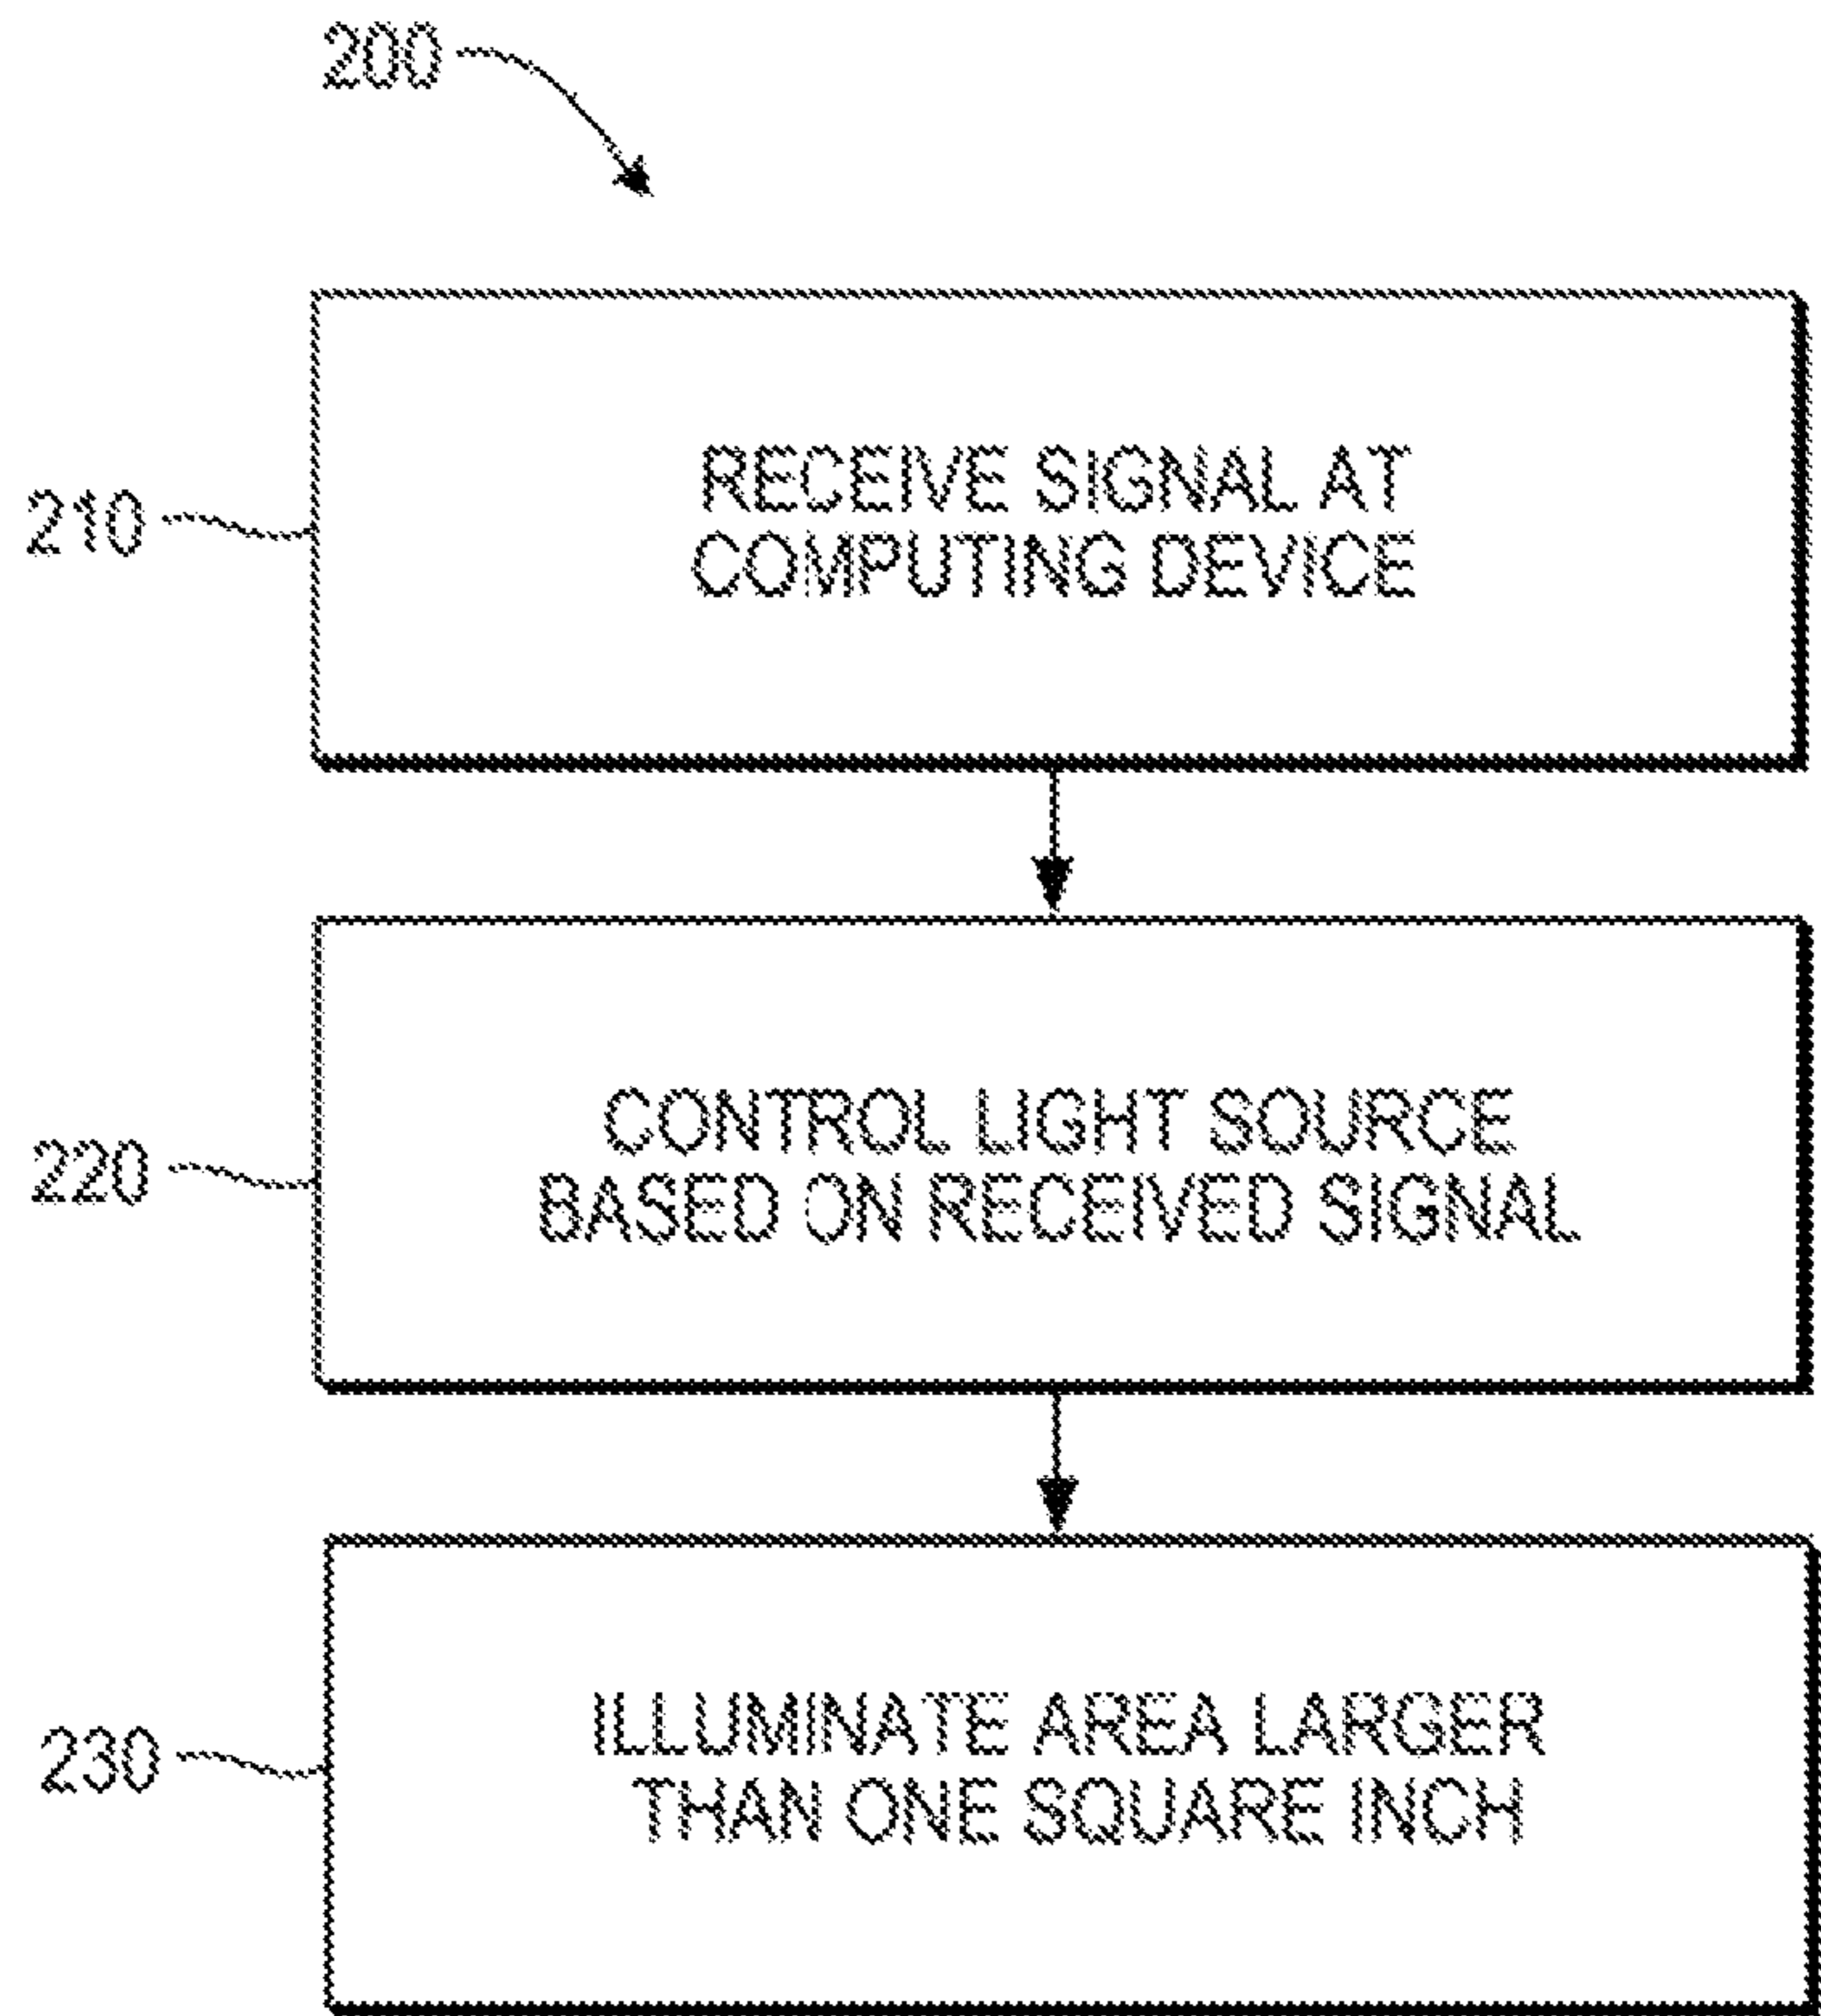 200
210
RECEIVE SIGNAL AT
COMPUTING DEVICE
220
CONTROL LIGHT SOURCE
BASED ON RECEIVED SIGNAL
230
ILLUMINATE AREA LARGER
THAN ONE SQUARE INCH